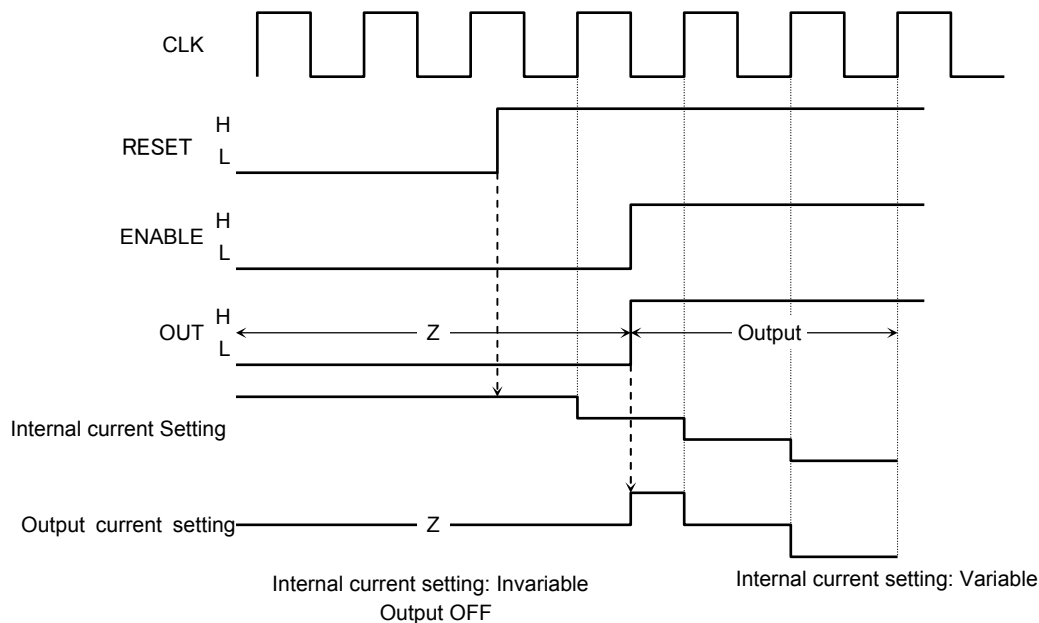 CLK
H
RESET
L
H
ENABLE
L
H
OUT
Z
Output
L
Internal current Setting
Output current setting
Z
Internal current setting: Invariable
Output OFF
Internal current setting: Variable